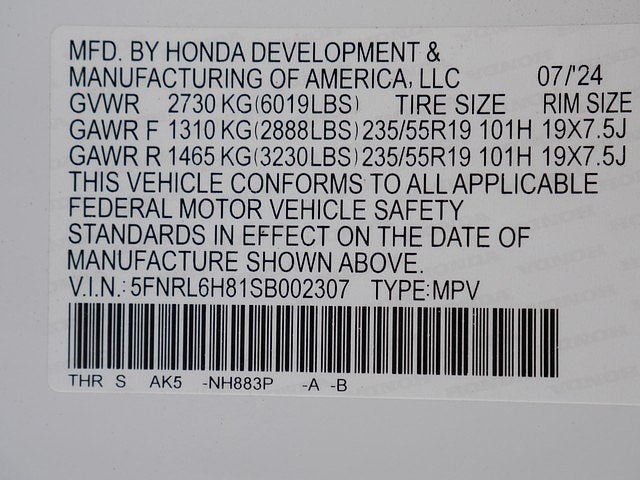 MFD. BY HONDA DEVELOPMENT &
MANUFACTURING OF AMERICA, LLC 07/'24
GVWR 2730 KG(6019LBS) TIRE SIZE RIM SIZE
GAWR F 1310 KG(2888LBS) 235/55R19 101H 19X7.5J
GAWR R 1465 KG(3230LBS) 235/55R19 101H 19X7.5J
THIS VEHICLE CONFORMS TO ALL APPLICABLE
FEDERAL MOTOR VEHICLE SAFETY
STANDARDS IN EFFECT ON THE DATE OF
MANUFACTURE SHOWN ABOVE.
V.I.N.: 5FNRL6H81SB002307 TYPE:MPV
THR S AK5 -NH883P -A -B